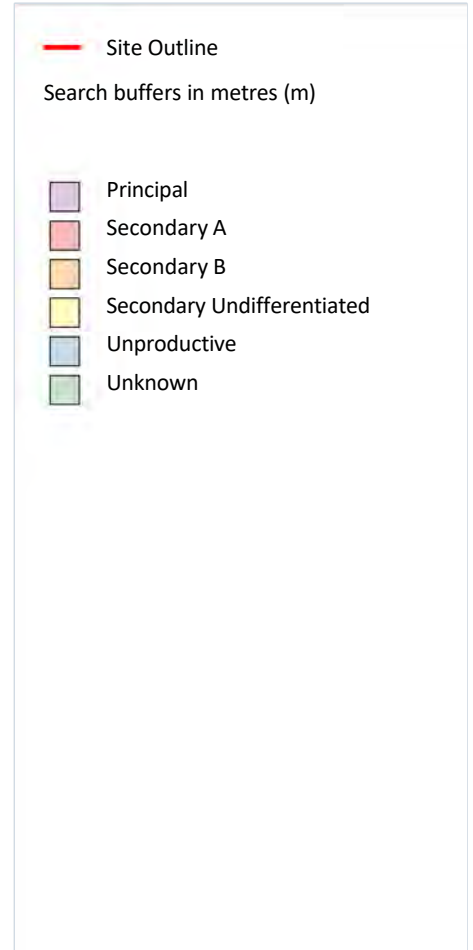 Site Outline
Search buffers in metres (m)
Principal
Secondary A
Secondary B
Secondary Undifferentiated
Unproductive
Unknown